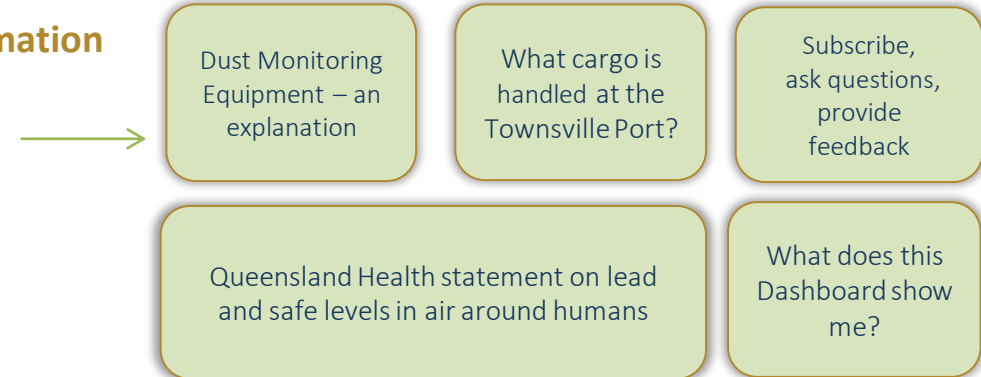 mation
Dust Monitoring
Equipment – an
explanation
What cargo is
handled at the
Townsville Port?
Subscribe,
ask questions,
provide
feedback
Queensland Health statement on lead
and safe levels in air around humans
What does this
Dashboard show
me?